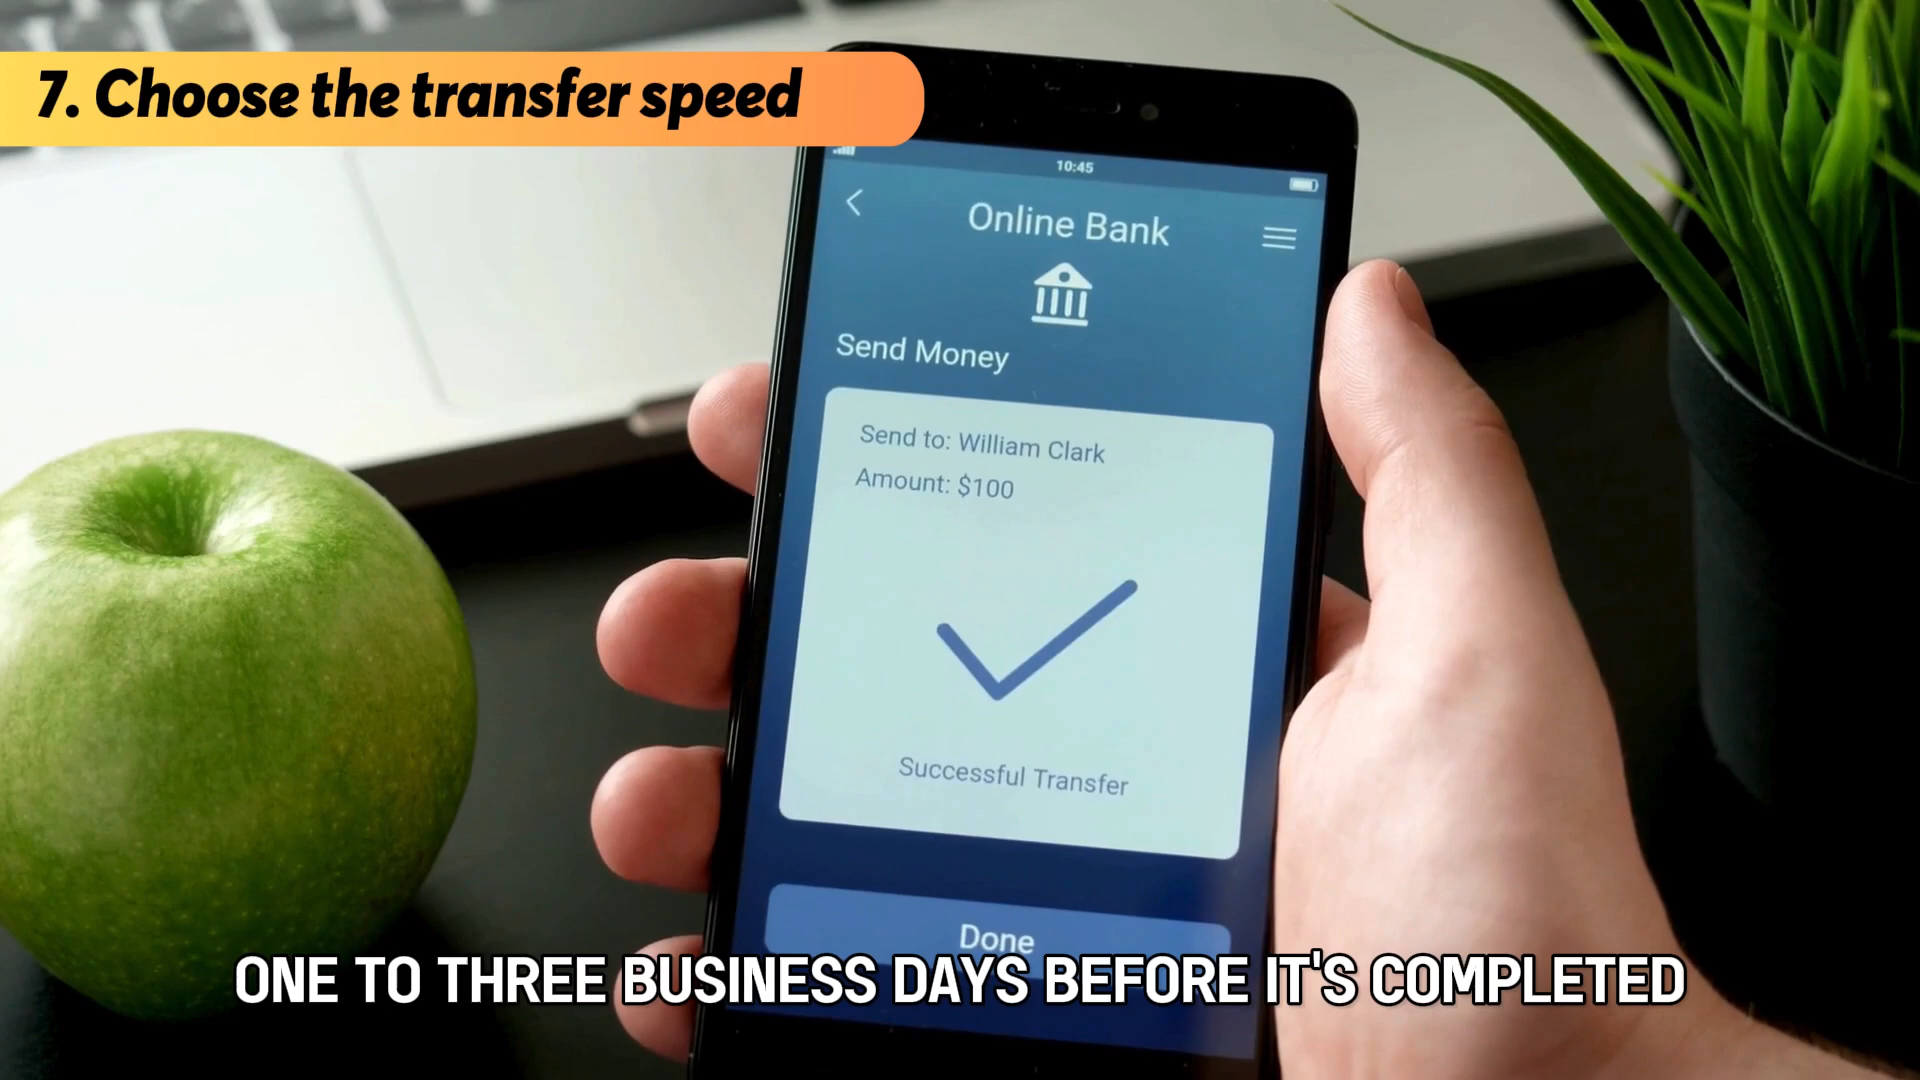 7. Choose the transfer speed
10:45
Online Bank
Send Money
Send to: William Clark
Amount: $100
Successful Transfer
Done
ONE TO THREE BUSINESS DAYS BEFORE IT'S COMPLETED